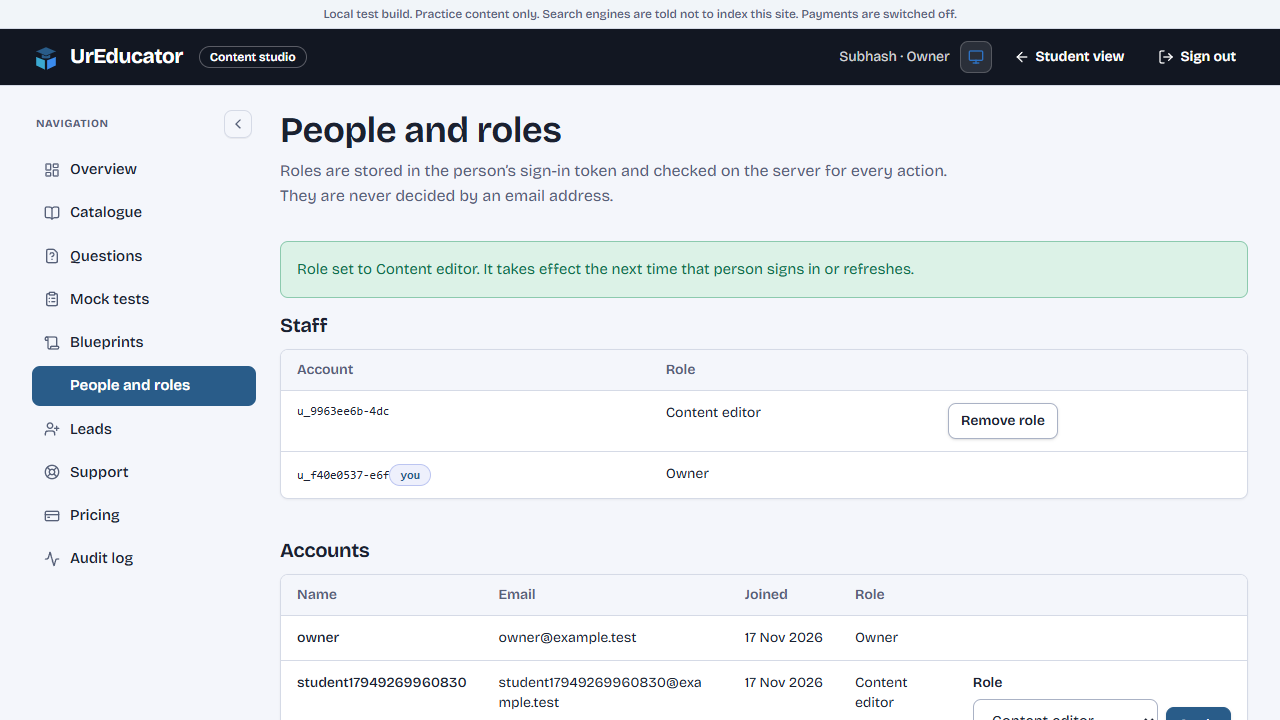 Local test build. Practice content only. Search engines are told not to index this site. Payments are switched off.
UrEducator
Content studio
Subhash · Owner
Student view
Sign out
NAVIGATION
Overview
Catalogue
Questions
Mock tests
Blueprints
People and roles
Leads
Support
Pricing
Audit log
People and roles
Roles are stored in the person's sign-in token and checked on the server for every action.
They are never decided by an email address.
Role set to Content editor. It takes effect the next time that person signs in or refreshes.
Staff
Account Role
u_9963ee6b-4dc Content editor Remove role
u_f40e0537-e6f you Owner
Accounts
Name Email Joined Role
owner owner@example.test 17 Nov 2026 Owner
student17949269960830 student17949269960830@exa 17 Nov 2026 Content Role
mple.test editor
Content editor